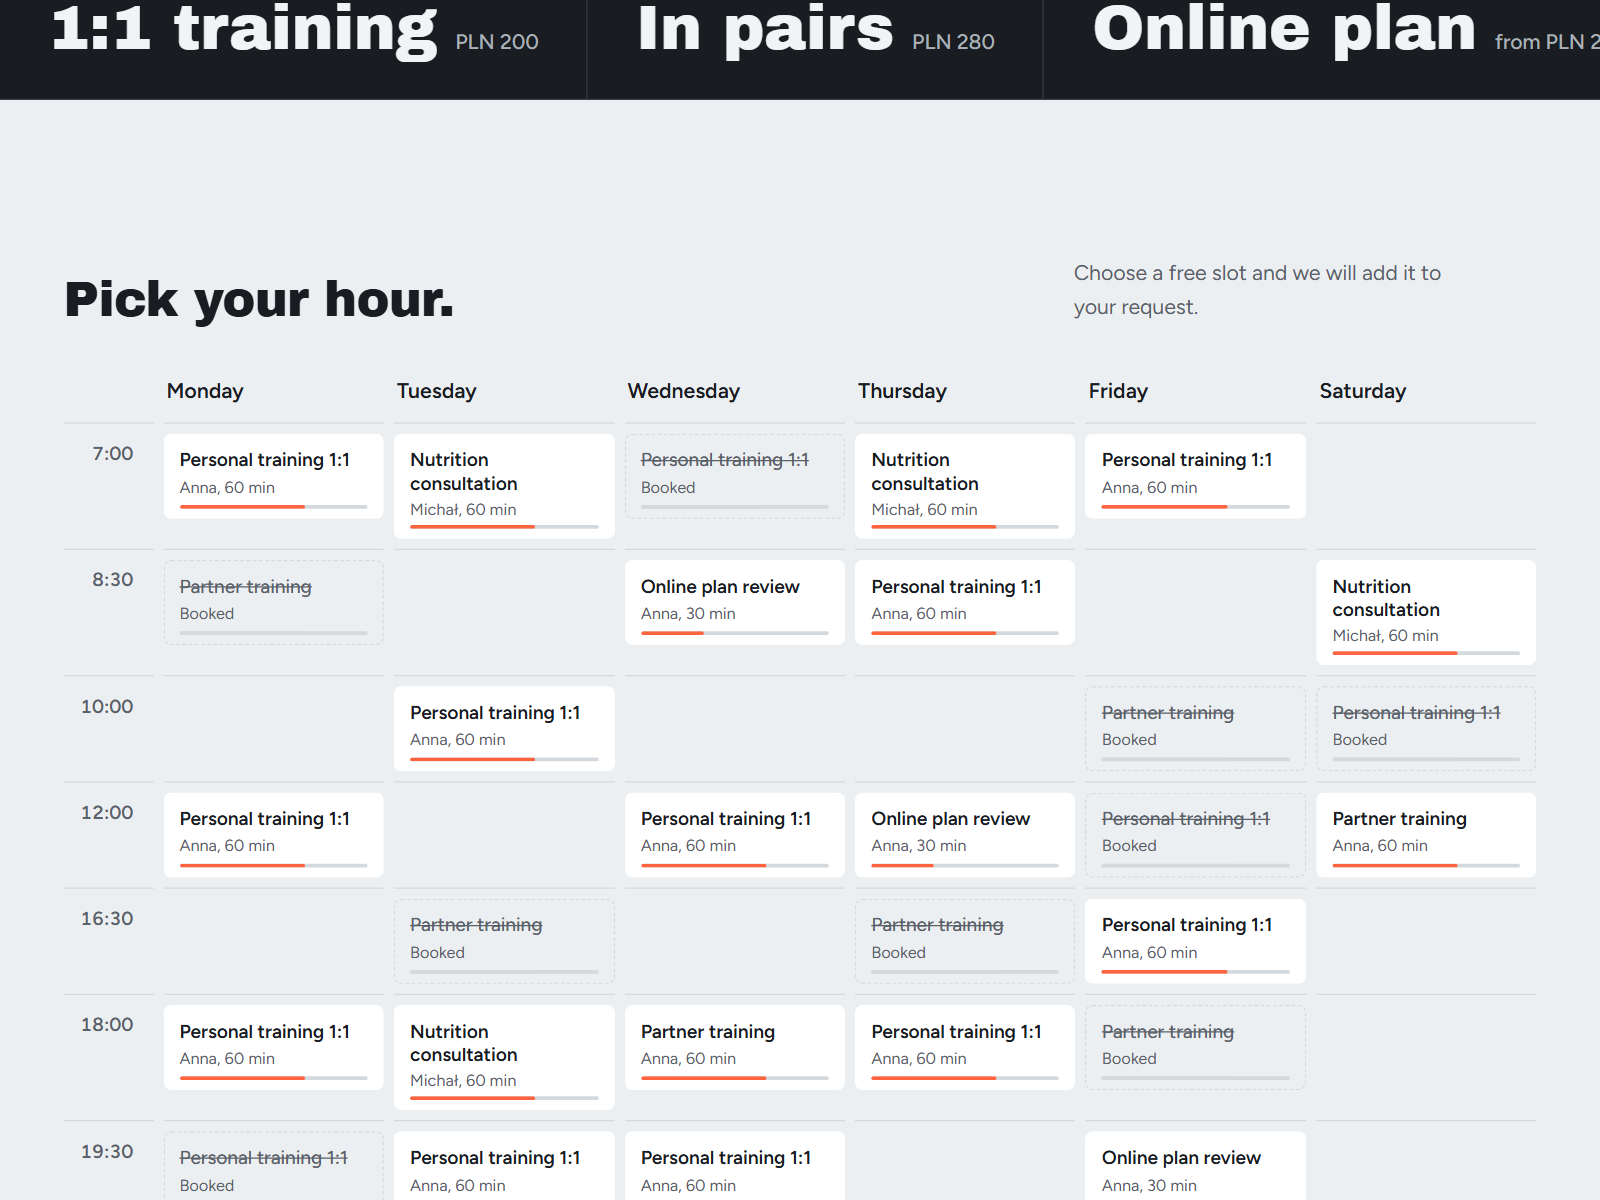 1:1 training PLN 200 In pairs PLN 280 Online plan from PLN 2
Pick your hour.
Choose a free slot and we will add it to
your request.
Monday Tuesday Wednesday Thursday Friday Saturday
7:00
Personal training 1:1
Anna, 60 min
Nutrition
consultation
Michał, 60 min
Personal training 1:1
Booked
Nutrition
consultation
Michał, 60 min
Personal training 1:1
Anna, 60 min
8:30
Partner training
Booked
Online plan review
Anna, 30 min
Personal training 1:1
Anna, 60 min
Nutrition
consultation
Michał, 60 min
10:00
Personal training 1:1
Anna, 60 min
Partner training
Booked
Personal training 1:1
Booked
12:00
Personal training 1:1
Anna, 60 min
Personal training 1:1
Anna, 60 min
Online plan review
Anna, 30 min
Personal training 1:1
Booked
Partner training
Anna, 60 min
16:30
Partner training
Booked
Partner training
Booked
Personal training 1:1
Anna, 60 min
18:00
Personal training 1:1
Anna, 60 min
Nutrition
consultation
Michał, 60 min
Partner training
Anna, 60 min
Personal training 1:1
Anna, 60 min
Partner training
Booked
19:30
Personal training 1:1
Booked
Personal training 1:1
Anna, 60 min
Personal training 1:1
Anna, 60 min
Online plan review
Anna, 30 min